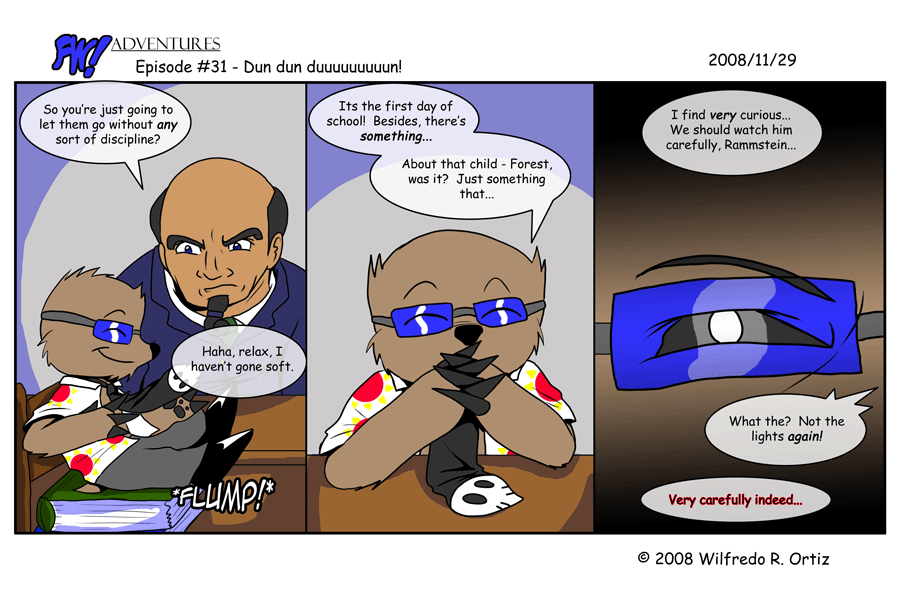 FW! ADVENTURES
Episode #31 - Dun dun duuuuuuuuun!
2008/11/29
So you're just going to
let them go without any
sort of discipline?
Haha, relax, I
haven't gone soft.
*FLUMP!*
Its the first day of
school!  Besides, there's
something...
About that child - Forest,
was it?  Just something
that...
I find very curious...
We should watch him
carefully, Rammstein...
What the?  Not the
lights again!
Very carefully indeed...
© 2008 Wilfredo R. Ortiz